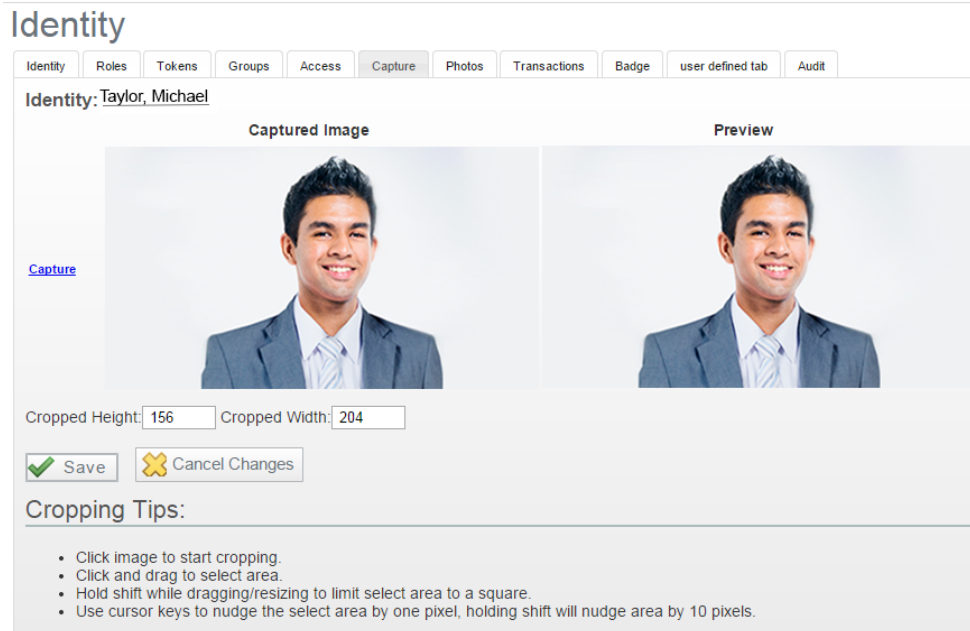 Identity
Identity Roles Tokens Groups Access Capture Photos Transactions Badge user defined tab Audit
Identity: Taylor, Michael
Captured Image Preview
Capture
Cropped Height: 156 Cropped Width: 204
Save Cancel Changes
Cropping Tips:
• Click image to start cropping.
• Click and drag to select area.
• Hold shift while dragging/resizing to limit select area to a square.
• Use cursor keys to nudge the select area by one pixel, holding shift will nudge area by 10 pixels.